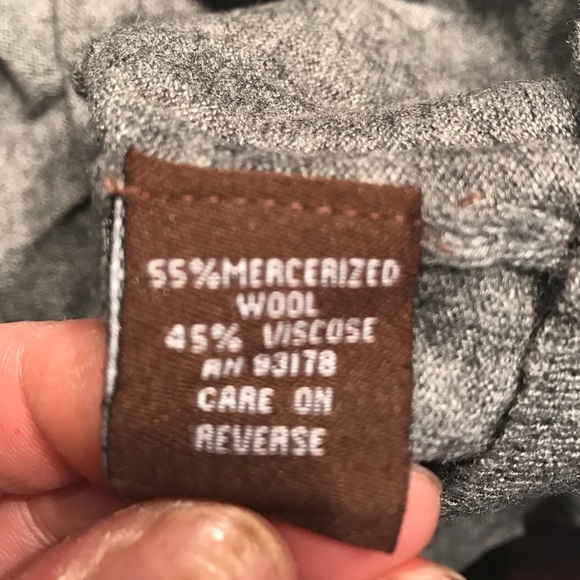 55% MERCERIZED
WOOL
45% VISCOSE
RN 93178
CARE ON
REVERSE